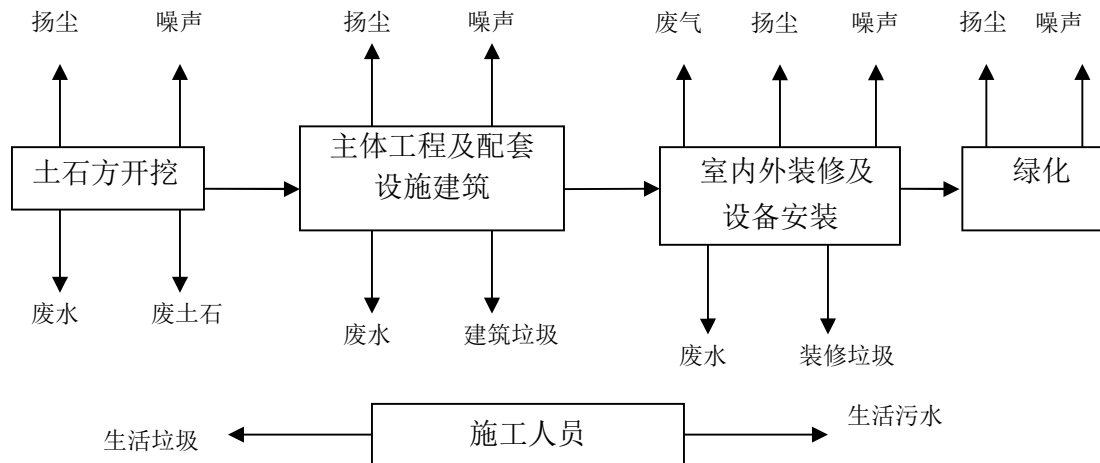 扬尘 噪声 扬尘 噪声 废气 扬尘 噪声 扬尘 噪声
土石方开挖
主体工程及配套
设施建筑
室内外装修及
设备安装
绿化
废水 废土石 废水 建筑垃圾 废水 装修垃圾
生活垃圾 施工人员 生活污水